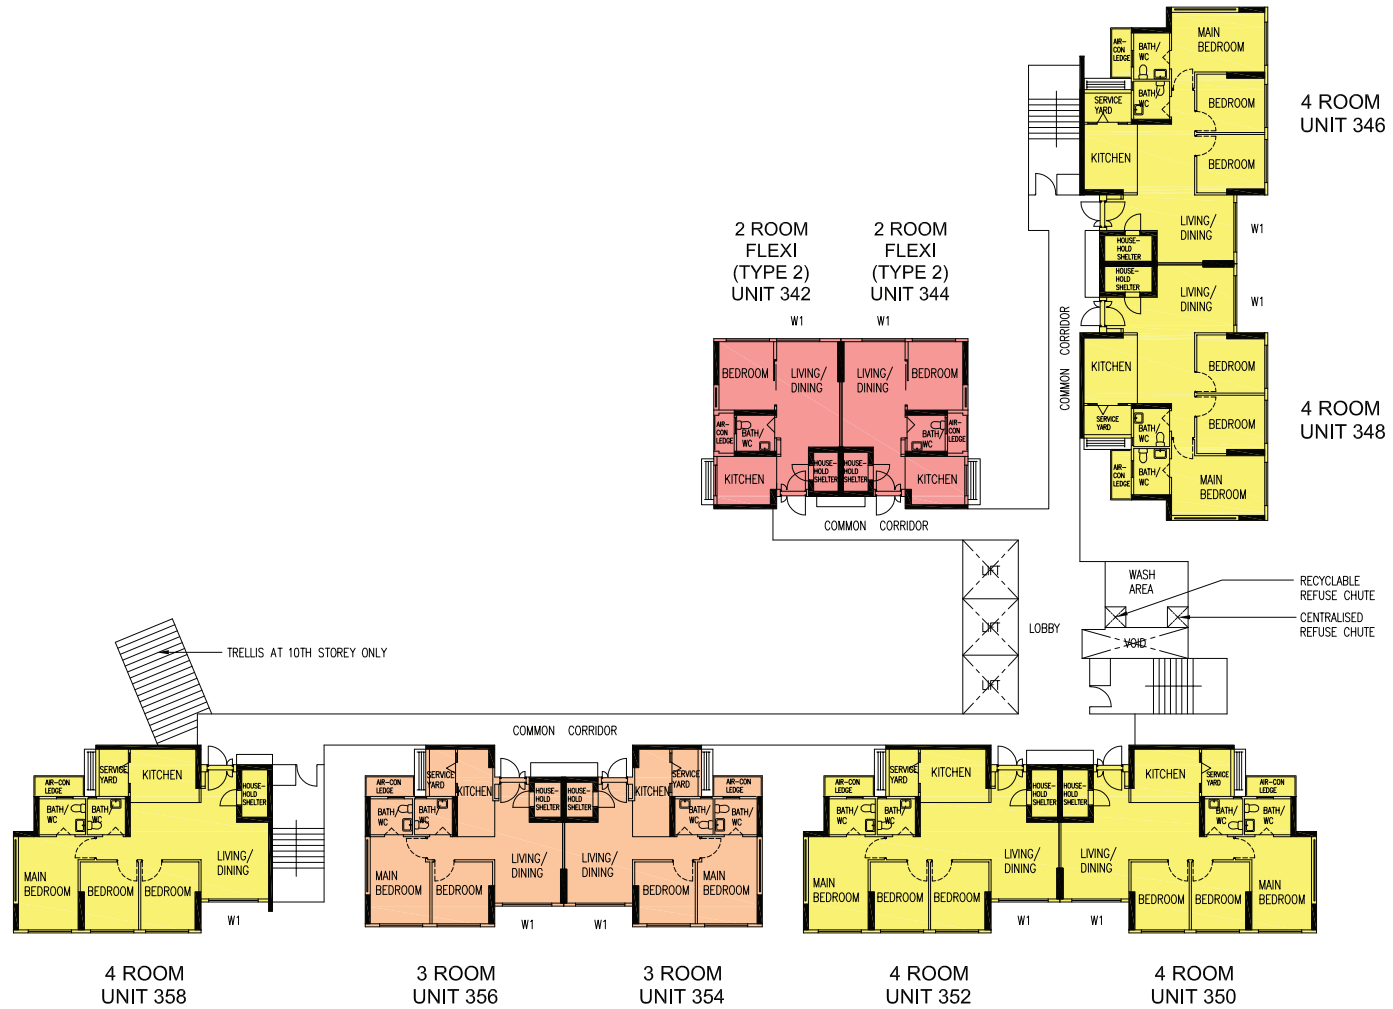 MAIN
BEDROOM
AIR-
CON
LEDGE
BATH/
WC
BATH/
WC
SERVICE
YARD
BEDROOM
KITCHEN
BEDROOM
LIVING/
DINING
HOUSE-
HOLD
SHELTER
W1
4 ROOM
UNIT 346
HOUSE-
HOLD
SHELTER
LIVING/
DINING
W1
KITCHEN
BEDROOM
SERVICE
YARD
BEDROOM
BATH/
WC
BATH/
WC
AIR-
CON
LEDGE
MAIN
BEDROOM
4 ROOM
UNIT 348
COMMON CORRIDOR
2 ROOM
FLEXI
(TYPE 2)
UNIT 342
2 ROOM
FLEXI
(TYPE 2)
UNIT 344
W1
W1
BEDROOM
LIVING/
DINING
LIVING/
DINING
BEDROOM
AIR-
CON
LEDGE
BATH/
WC
BATH/
WC
AIR-
CON
LEDGE
KITCHEN
HOUSE-
HOLD
SHELTER
HOUSE-
HOLD
SHELTER
KITCHEN
COMMON CORRIDOR
LIFT
LIFT
LIFT
LOBBY
WASH
AREA
VOID
RECYCLABLE
REFUSE CHUTE
CENTRALISED
REFUSE CHUTE
TRELLIS AT 10TH STOREY ONLY
COMMON CORRIDOR
AIR-CON
LEDGE
SERVICE
YARD
KITCHEN
HOUSE-
HOLD
SHELTER
BATH/
WC
BATH/
WC
MAIN
BEDROOM
BEDROOM
BEDROOM
LIVING/
DINING
W1
AIR-CON
LEDGE
SERVICE
YARD
KITCHEN
HOUSE-
HOLD
SHELTER
BATH/
WC
BATH/
WC
MAIN
BEDROOM
BEDROOM
LIVING/
DINING
W1
HOUSE-
HOLD
SHELTER
KITCHEN
SERVICE
YARD
AIR-CON
LEDGE
BATH/
WC
BATH/
WC
LIVING/
DINING
BEDROOM
MAIN
BEDROOM
W1
AIR-CON
LEDGE
SERVICE
YARD
KITCHEN
HOUSE-
HOLD
SHELTER
BATH/
WC
BATH/
WC
MAIN
BEDROOM
BEDROOM
BEDROOM
LIVING/
DINING
W1
HOUSE-
HOLD
SHELTER
KITCHEN
SERVICE
YARD
AIR-CON
LEDGE
BATH/
WC
BATH/
WC
LIVING/
DINING
BEDROOM
BEDROOM
MAIN
BEDROOM
W1
4 ROOM
UNIT 358
3 ROOM
UNIT 356
3 ROOM
UNIT 354
4 ROOM
UNIT 352
4 ROOM
UNIT 350